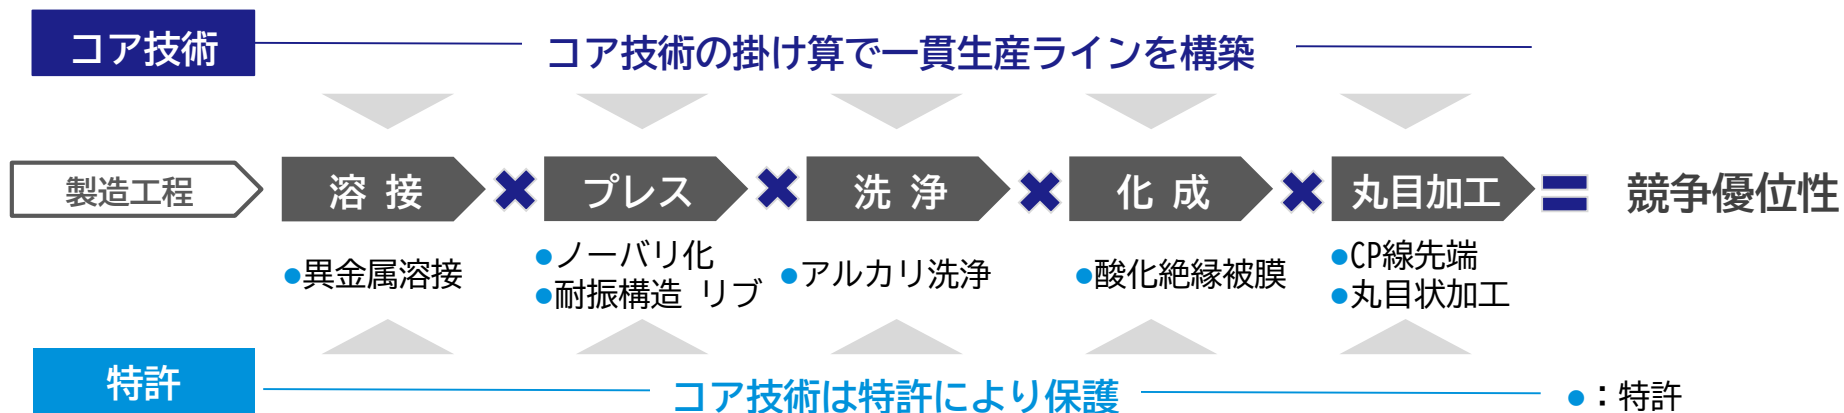 コア技術
コア技術の掛け算で一貫生産ラインを構築
製造工程
溶 接
×
プレス
×
洗 浄
×
化 成
×
丸目加工
=
競争優位性
●異金属溶接
●ノーバリ化
●耐振構造 リブ
●アルカリ洗浄
●酸化絶縁被膜
●CP線先端
●丸目状加工
特許
コア技術は特許により保護
●：特許